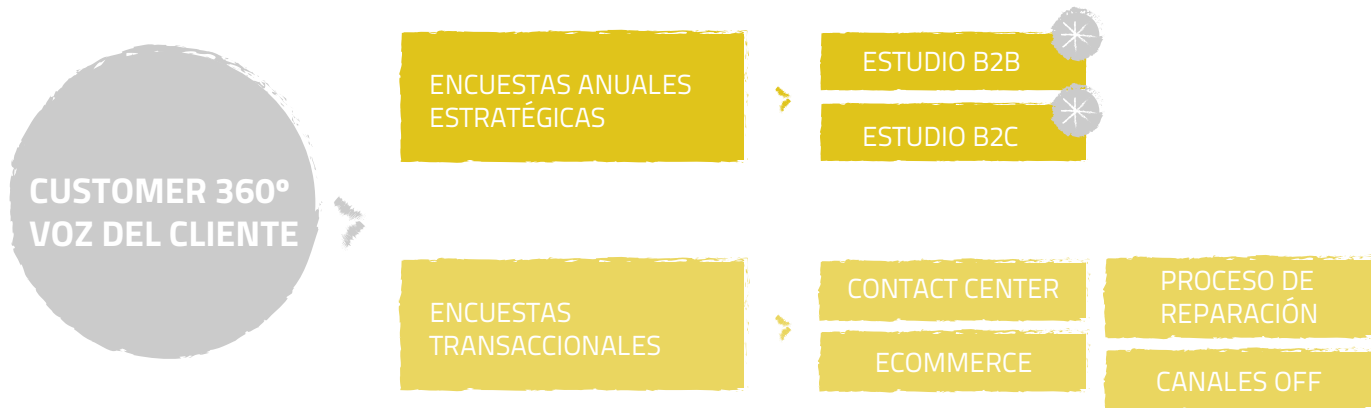 CUSTOMER 360º
VOZ DEL CLIENTE
ENCUESTAS ANUALES
ESTRATÉGICAS
ESTUDIO B2B
ESTUDIO B2C
ENCUESTAS
TRANSACCIONALES
CONTACT CENTER
ECOMMERCE
PROCESO DE
REPARACIÓN
CANALES OFF